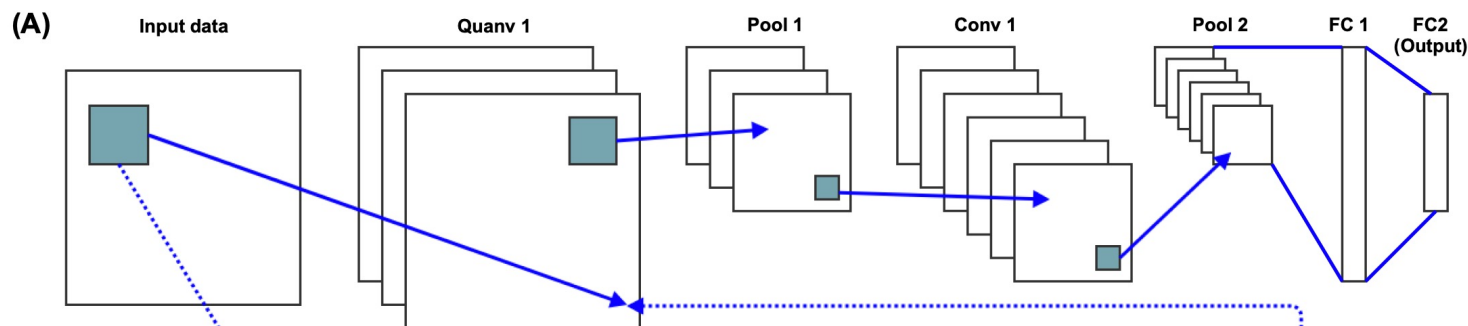 (A)
Input data
Quanv 1
Pool 1
Conv 1
Pool 2
FC 1
FC2
(Output)